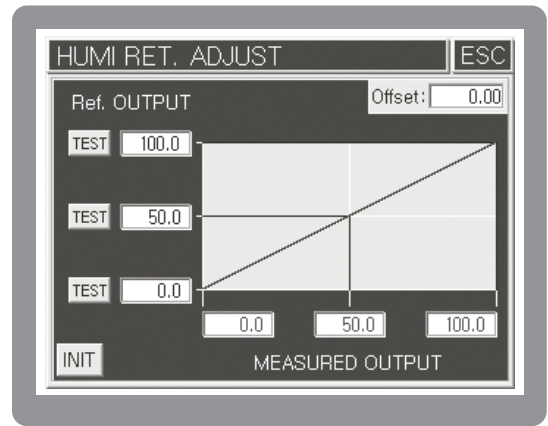 HUMI RET. ADJUST ESC
Ref. OUTPUT Offset: 0.00
TEST 100.0
TEST 50.0
TEST 0.0
0.0 50.0 100.0
INIT MEASURED OUTPUT